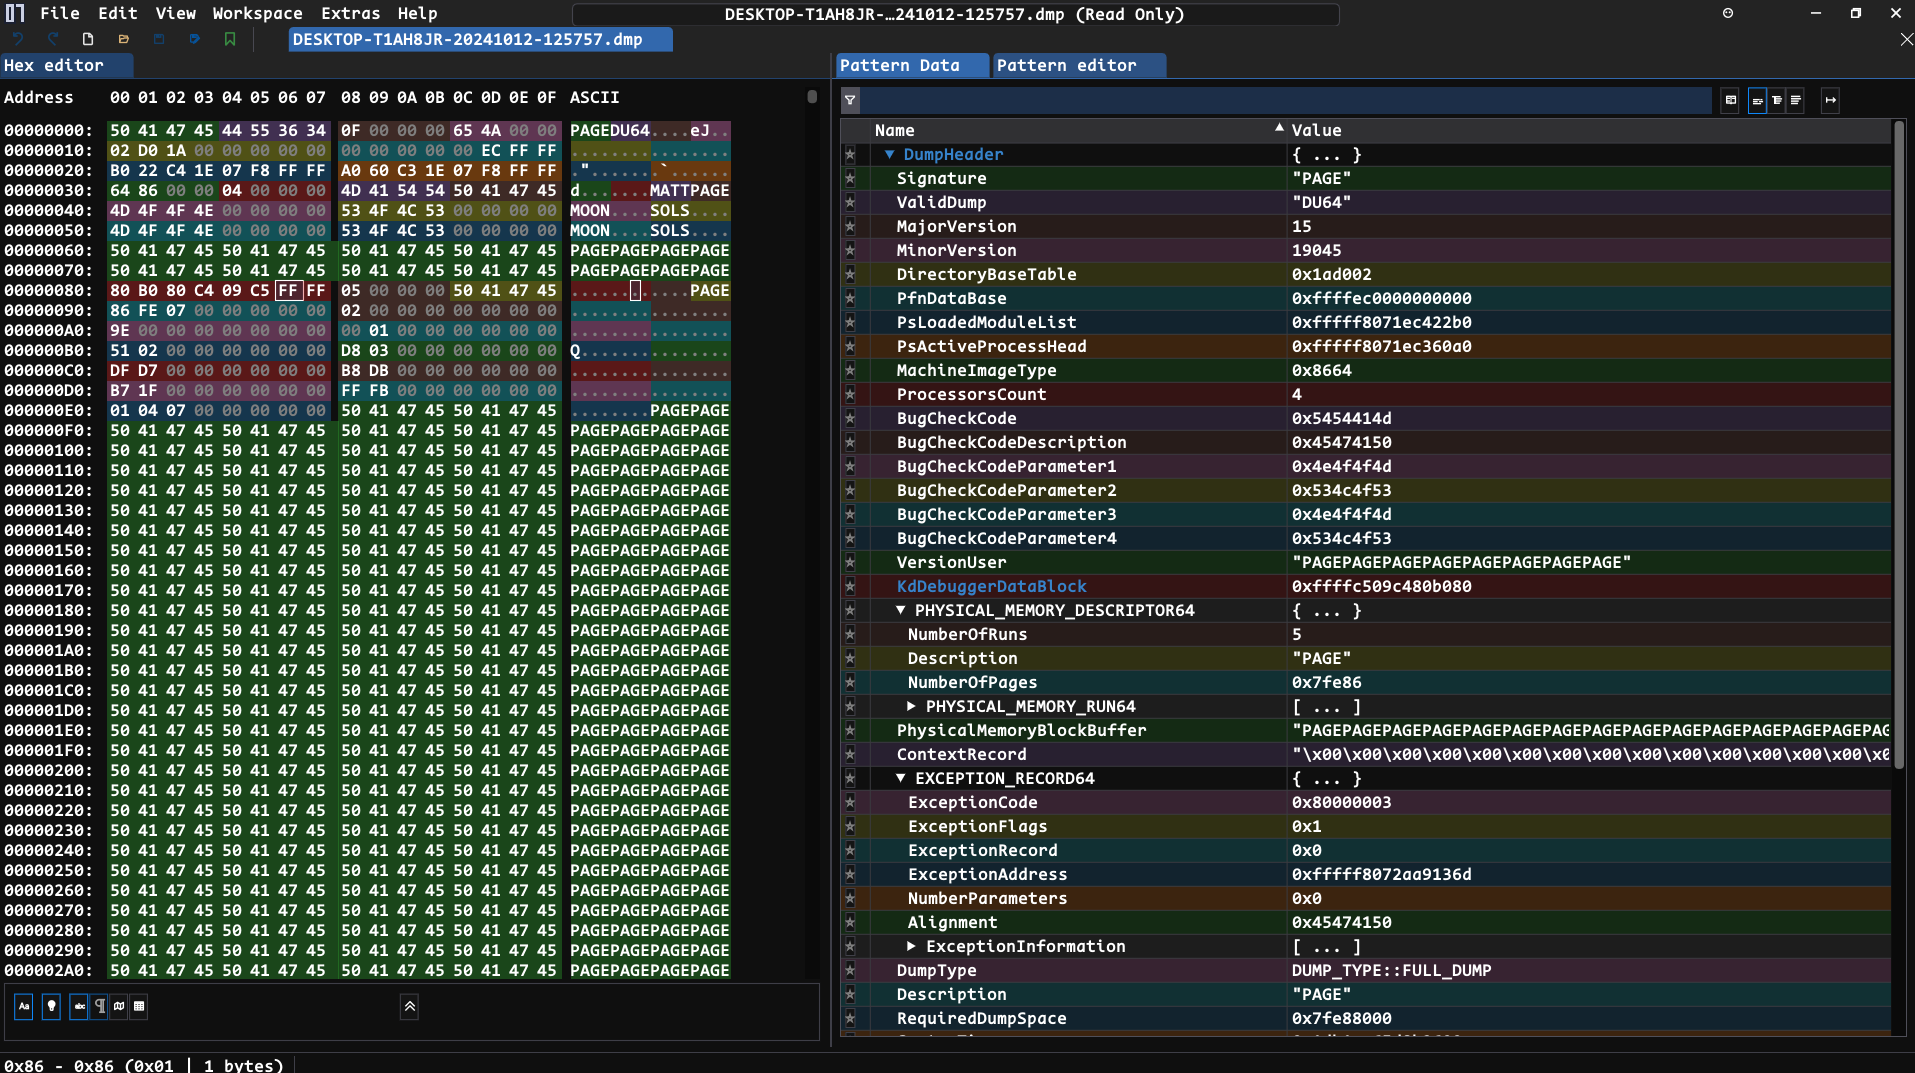 File Edit View Workspace Extras Help
DESKTOP-T1AH8JR-…241012-125757.dmp (Read Only)
DESKTOP-T1AH8JR-20241012-125757.dmp
Hex editor
Address 00 01 02 03 04 05 06 07 08 09 0A 0B 0C 0D 0E 0F ASCII
00000000: 50 41 47 45 44 55 36 34 0F 00 00 00 65 4A 00 00 PAGEDU64....eJ..
00000010: 02 D0 1A 00 00 00 00 00 00 00 00 00 00 EC FF FF ................
00000020: B0 22 C4 1E 07 F8 FF FF A0 60 C3 1E 07 F8 FF FF .".......`......
00000030: 64 86 00 00 04 00 00 00 4D 41 54 54 50 41 47 45 d.......MATTPAGE
00000040: 4D 4F 4F 4E 00 00 00 00 53 4F 4C 53 00 00 00 00 MOON....SOLS....
00000050: 4D 4F 4F 4E 00 00 00 00 53 4F 4C 53 00 00 00 00 MOON....SOLS....
00000060: 50 41 47 45 50 41 47 45 50 41 47 45 50 41 47 45 PAGEPAGEPAGEPAGE
00000070: 50 41 47 45 50 41 47 45 50 41 47 45 50 41 47 45 PAGEPAGEPAGEPAGE
00000080: 80 B0 80 C4 09 C5 FF FF 05 00 00 00 50 41 47 45 ............PAGE
00000090: 86 FE 07 00 00 00 00 00 02 00 00 00 00 00 00 00 ................
000000A0: 9E 00 00 00 00 00 00 00 00 01 00 00 00 00 00 00 ................
000000B0: 51 02 00 00 00 00 00 00 D8 03 00 00 00 00 00 00 Q...............
000000C0: DF D7 00 00 00 00 00 00 B8 DB 00 00 00 00 00 00 ................
000000D0: B7 1F 00 00 00 00 00 00 FF FB 00 00 00 00 00 00 ................
000000E0: 01 04 07 00 00 00 00 00 50 41 47 45 50 41 47 45 ........PAGEPAGE
000000F0: 50 41 47 45 50 41 47 45 50 41 47 45 50 41 47 45 PAGEPAGEPAGEPAGE
00000100: 50 41 47 45 50 41 47 45 50 41 47 45 50 41 47 45 PAGEPAGEPAGEPAGE
00000110: 50 41 47 45 50 41 47 45 50 41 47 45 50 41 47 45 PAGEPAGEPAGEPAGE
00000120: 50 41 47 45 50 41 47 45 50 41 47 45 50 41 47 45 PAGEPAGEPAGEPAGE
00000130: 50 41 47 45 50 41 47 45 50 41 47 45 50 41 47 45 PAGEPAGEPAGEPAGE
00000140: 50 41 47 45 50 41 47 45 50 41 47 45 50 41 47 45 PAGEPAGEPAGEPAGE
00000150: 50 41 47 45 50 41 47 45 50 41 47 45 50 41 47 45 PAGEPAGEPAGEPAGE
00000160: 50 41 47 45 50 41 47 45 50 41 47 45 50 41 47 45 PAGEPAGEPAGEPAGE
00000170: 50 41 47 45 50 41 47 45 50 41 47 45 50 41 47 45 PAGEPAGEPAGEPAGE
00000180: 50 41 47 45 50 41 47 45 50 41 47 45 50 41 47 45 PAGEPAGEPAGEPAGE
00000190: 50 41 47 45 50 41 47 45 50 41 47 45 50 41 47 45 PAGEPAGEPAGEPAGE
000001A0: 50 41 47 45 50 41 47 45 50 41 47 45 50 41 47 45 PAGEPAGEPAGEPAGE
000001B0: 50 41 47 45 50 41 47 45 50 41 47 45 50 41 47 45 PAGEPAGEPAGEPAGE
000001C0: 50 41 47 45 50 41 47 45 50 41 47 45 50 41 47 45 PAGEPAGEPAGEPAGE
000001D0: 50 41 47 45 50 41 47 45 50 41 47 45 50 41 47 45 PAGEPAGEPAGEPAGE
000001E0: 50 41 47 45 50 41 47 45 50 41 47 45 50 41 47 45 PAGEPAGEPAGEPAGE
000001F0: 50 41 47 45 50 41 47 45 50 41 47 45 50 41 47 45 PAGEPAGEPAGEPAGE
00000200: 50 41 47 45 50 41 47 45 50 41 47 45 50 41 47 45 PAGEPAGEPAGEPAGE
00000210: 50 41 47 45 50 41 47 45 50 41 47 45 50 41 47 45 PAGEPAGEPAGEPAGE
00000220: 50 41 47 45 50 41 47 45 50 41 47 45 50 41 47 45 PAGEPAGEPAGEPAGE
00000230: 50 41 47 45 50 41 47 45 50 41 47 45 50 41 47 45 PAGEPAGEPAGEPAGE
00000240: 50 41 47 45 50 41 47 45 50 41 47 45 50 41 47 45 PAGEPAGEPAGEPAGE
00000250: 50 41 47 45 50 41 47 45 50 41 47 45 50 41 47 45 PAGEPAGEPAGEPAGE
00000260: 50 41 47 45 50 41 47 45 50 41 47 45 50 41 47 45 PAGEPAGEPAGEPAGE
00000270: 50 41 47 45 50 41 47 45 50 41 47 45 50 41 47 45 PAGEPAGEPAGEPAGE
00000280: 50 41 47 45 50 41 47 45 50 41 47 45 50 41 47 45 PAGEPAGEPAGEPAGE
00000290: 50 41 47 45 50 41 47 45 50 41 47 45 50 41 47 45 PAGEPAGEPAGEPAGE
000002A0: 50 41 47 45 50 41 47 45 50 41 47 45 50 41 47 45 PAGEPAGEPAGEPAGE
Aa abc
0x86 - 0x86 (0x01 | 1 bytes)
Pattern Data Pattern editor
Name Value
DumpHeader { ... }
Signature "PAGE"
ValidDump "DU64"
MajorVersion 15
MinorVersion 19045
DirectoryBaseTable 0x1ad002
PfnDataBase 0xffffec0000000000
PsLoadedModuleList 0xfffff8071ec422b0
PsActiveProcessHead 0xfffff8071ec360a0
MachineImageType 0x8664
ProcessorsCount 4
BugCheckCode 0x5454414d
BugCheckCodeDescription 0x45474150
BugCheckCodeParameter1 0x4e4f4f4d
BugCheckCodeParameter2 0x534c4f53
BugCheckCodeParameter3 0x4e4f4f4d
BugCheckCodeParameter4 0x534c4f53
VersionUser "PAGEPAGEPAGEPAGEPAGEPAGEPAGEPAGE"
KdDebuggerDataBlock 0xffffc509c480b080
PHYSICAL_MEMORY_DESCRIPTOR64 { ... }
NumberOfRuns 5
Description "PAGE"
NumberOfPages 0x7fe86
PHYSICAL_MEMORY_RUN64 [ ... ]
PhysicalMemoryBlockBuffer "PAGEPAGEPAGEPAGEPAGEPAGEPAGEPAGEPAGEPAGEPAGEPAGEPAGEPAGEPAG
ContextRecord "\x00\x00\x00\x00\x00\x00\x00\x00\x00\x00\x00\x00\x00\x00\x0
EXCEPTION_RECORD64 { ... }
ExceptionCode 0x80000003
ExceptionFlags 0x1
ExceptionRecord 0x0
ExceptionAddress 0xfffff8072aa9136d
NumberParameters 0x0
Alignment 0x45474150
ExceptionInformation [ ... ]
DumpType DUMP_TYPE::FULL_DUMP
Description "PAGE"
RequiredDumpSpace 0x7fe88000